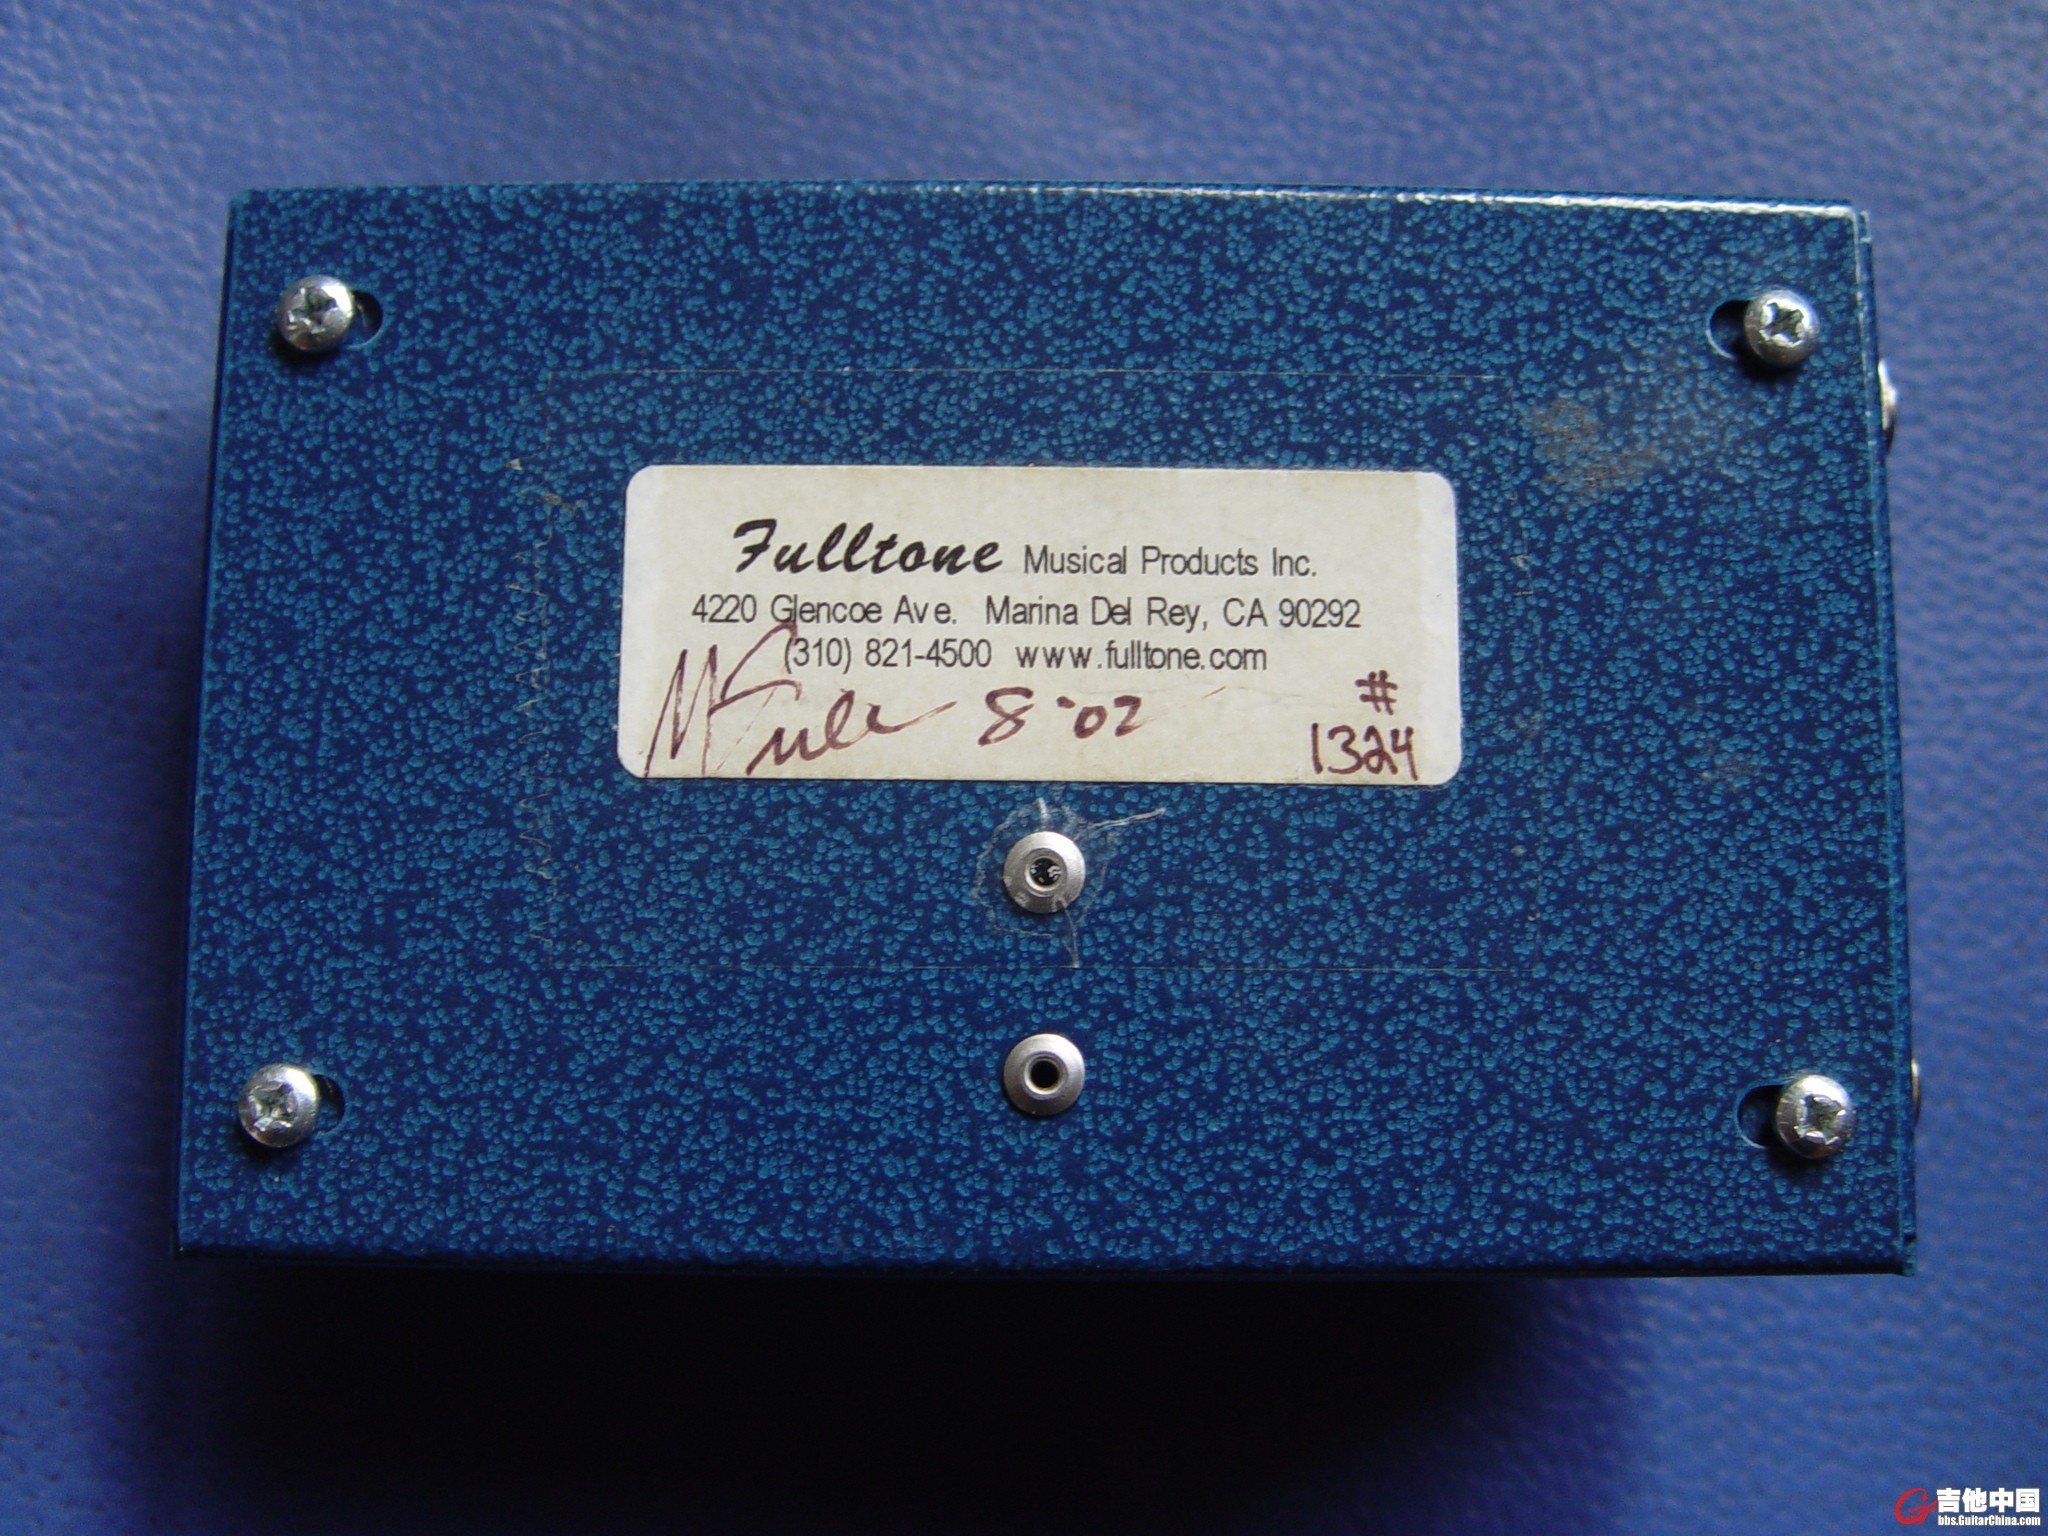 Fulltone Musical Products Inc.
4220 Glencoe Ave. Marina Del Rey, CA 90292
(310) 821-4500 www.fulltone.com
#
M Fuller 8-02
1324
吉他中国
bbs.GuitarChina.com